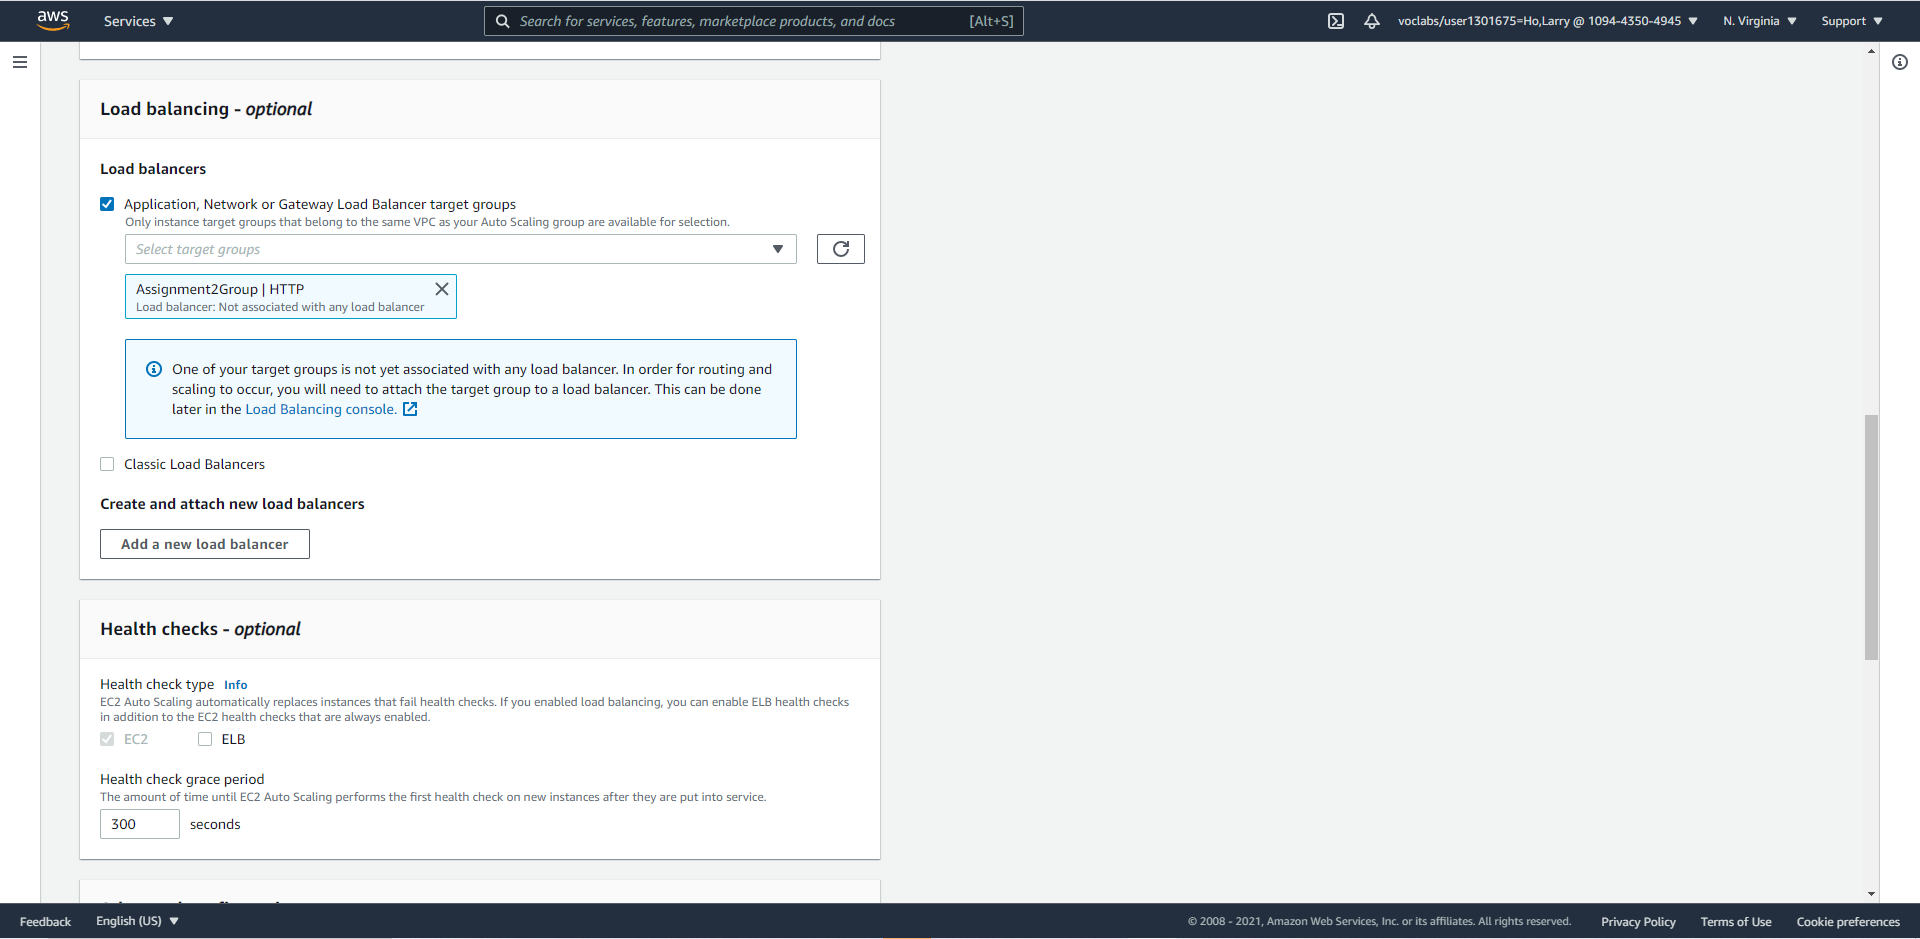 aws
Services
Search for services, features, marketplace products, and docs
[Alt+S]
voclabs/user1301675=Ho,Larry @ 1094-4350-4945
N. Virginia
Support
Load balancing - optional
Load balancers
Application, Network or Gateway Load Balancer target groups
Only instance target groups that belong to the same VPC as your Auto Scaling group are available for selection.
Select target groups
Assignment2Group | HTTP
Load balancer: Not associated with any load balancer
One of your target groups is not yet associated with any load balancer. In order for routing and
scaling to occur, you will need to attach the target group to a load balancer. This can be done
later in the Load Balancing console.
Classic Load Balancers
Create and attach new load balancers
Add a new load balancer
Health checks - optional
Health check type Info
EC2 Auto Scaling automatically replaces instances that fail health checks. If you enabled load balancing, you can enable ELB health checks
in addition to the EC2 health checks that are always enabled.
EC2
ELB
Health check grace period
The amount of time until EC2 Auto Scaling performs the first health check on new instances after they are put into service.
300
seconds
Feedback
English (US)
© 2008 - 2021, Amazon Web Services, Inc. or its affiliates. All rights reserved.
Privacy Policy
Terms of Use
Cookie preferences